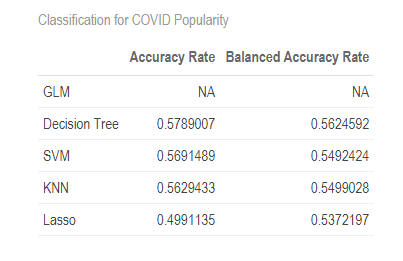 Classification for COVID Popularity
Accuracy Rate Balanced Accuracy Rate
GLM NA NA
Decision Tree 0.5789007 0.5624592
SVM 0.5691489 0.5492424
KNN 0.5629433 0.5499028
Lasso 0.4991135 0.5372197